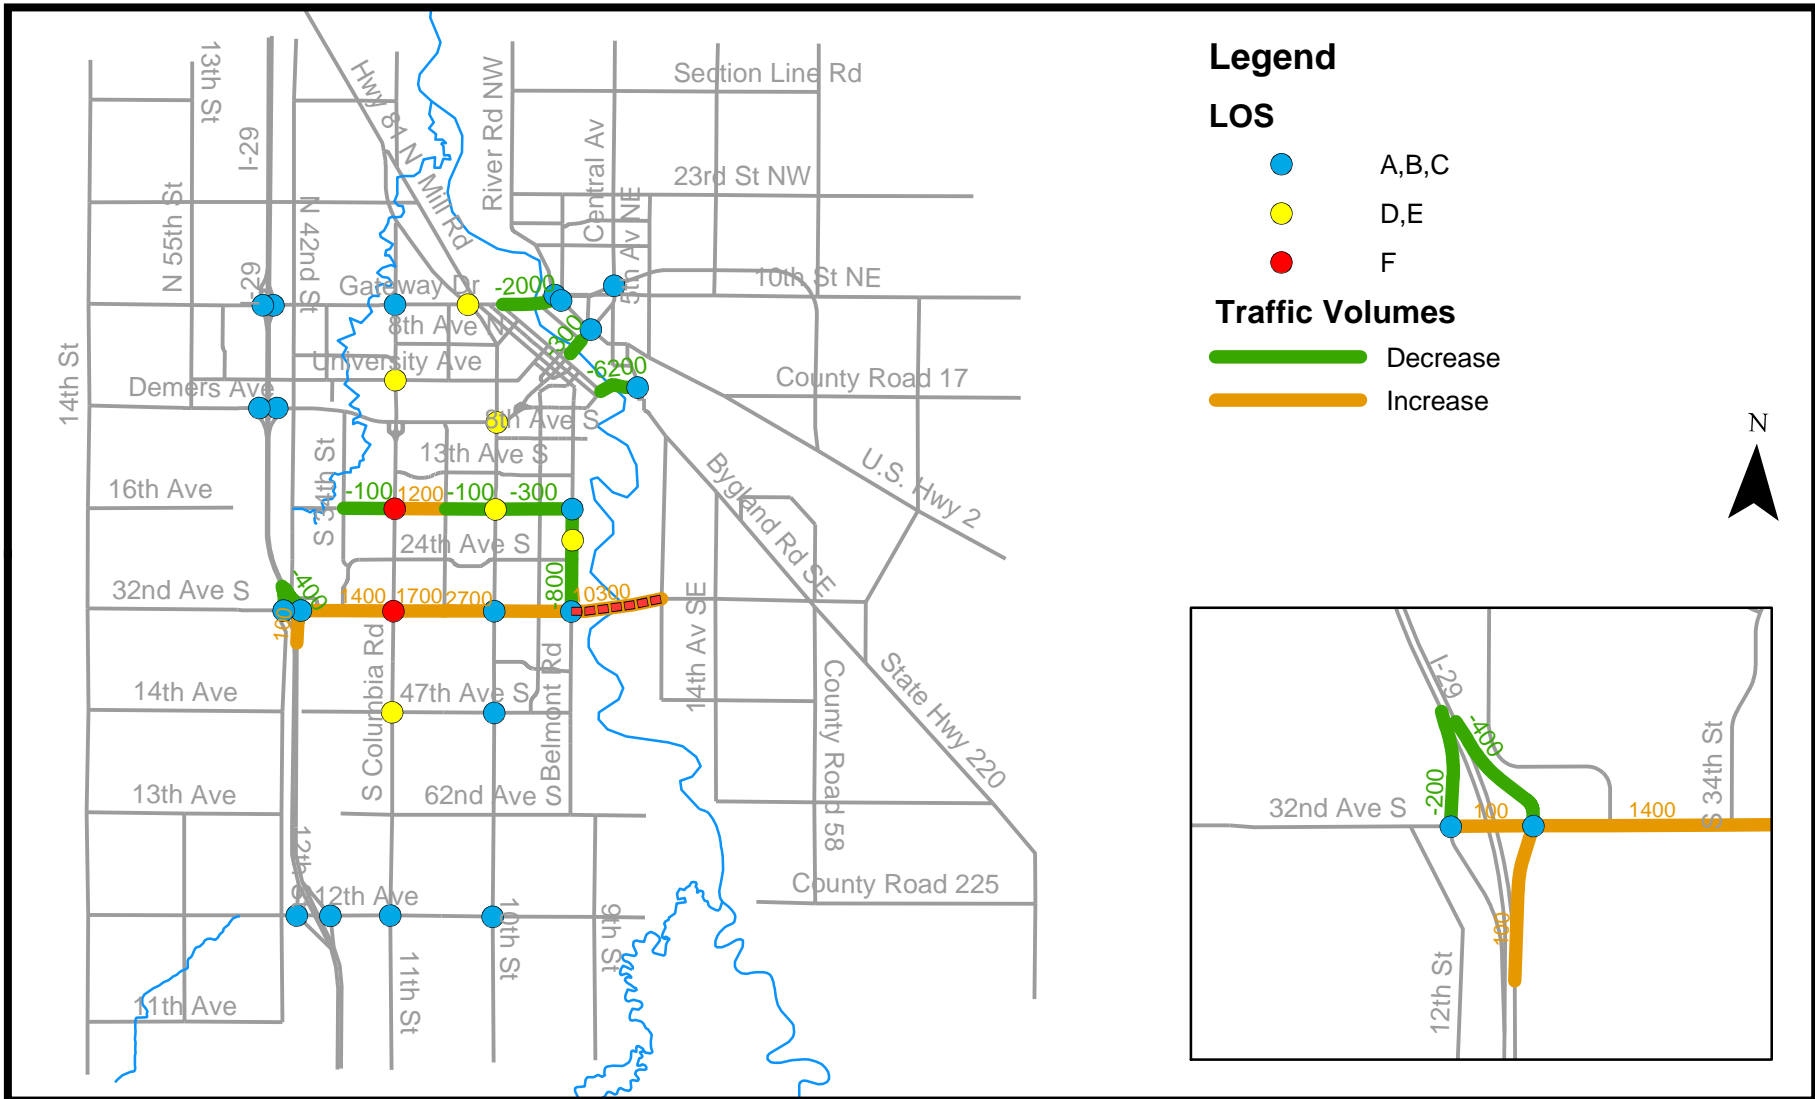 Legend
LOS
A,B,C
D,E
F
Traffic Volumes
Decrease
Increase
N
13th St
I-29
Hwy 81 N
Mill Rd
River Rd NW
Section Line Rd
Central Av
23rd St NW
5th Av NE
N 55th St
N 42nd St
I-29
Gateway Dr
-2000
10th St NE
8th Ave N
-300
University Ave
-6200
14th St
Demers Ave
County Road 17
8th Ave S
13th Ave S
S 34th St
16th Ave
-100
1200
-100
-300
Bygland Rd SE
U.S. Hwy 2
24th Ave S
32nd Ave S
-400
100
1400
1700
2700
-800
10300
14th Av SE
14th Ave
S Columbia Rd
47th Ave S
Belmont Rd
County Road 58
State Hwy 220
13th Ave
62nd Ave S
12th St
12th Ave
County Road 225
10th St
9th St
11th Ave
11th St
I-29
-400
-200
32nd Ave S
100
1400
S 34th St
100
12th St